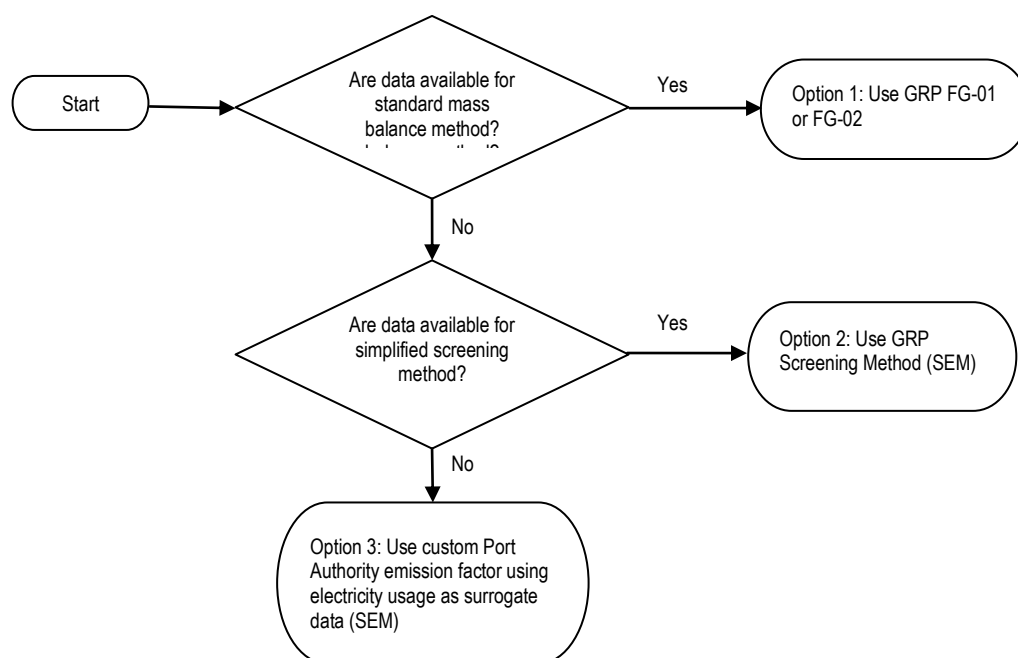 Start
Are data available for
standard mass
balance method?
Yes
Option 1: Use GRP FG-01
or FG-02
No
Are data available for
simplified screening
method?
Yes
Option 2: Use GRP
Screening Method (SEM)
No
Option 3: Use custom Port
Authority emission factor using
electricity usage as surrogate
data (SEM)